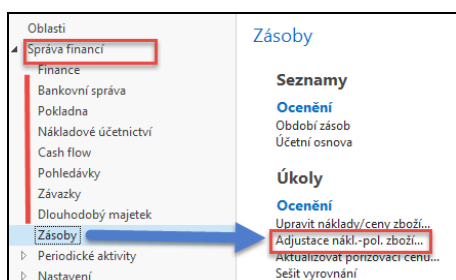 Oblasti
Správa financí
Finance
Bankovní správa
Pokladna
Nákladové účetnictví
Cash flow
Pohledávky
Závazky
Dlouhodobý majetek
Zásoby
Periodické aktivity
Nastavení
Zásoby
Seznamy
Ocenění
Období zásob
Účetní osnova
Úkoly
Ocenění
Upravit náklady/ceny zboží...
Adjustace nákl.-pol. zboží...
Aktualizovat pořizovací cenu...
Sešit vyrovnání